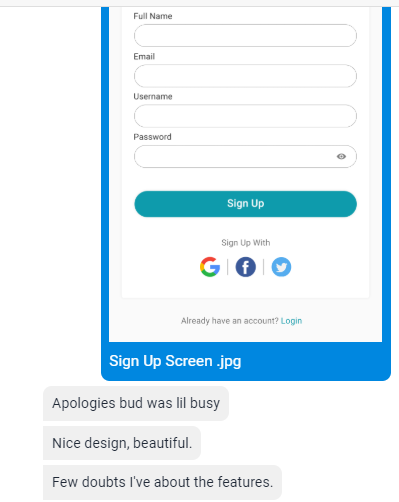 Full Name
Email
Username
Password
Sign Up
Sign Up With
Already have an account? Login
Sign Up Screen .jpg
Apologies bud was lil busy
Nice design, beautiful.
Few doubts I've about the features.